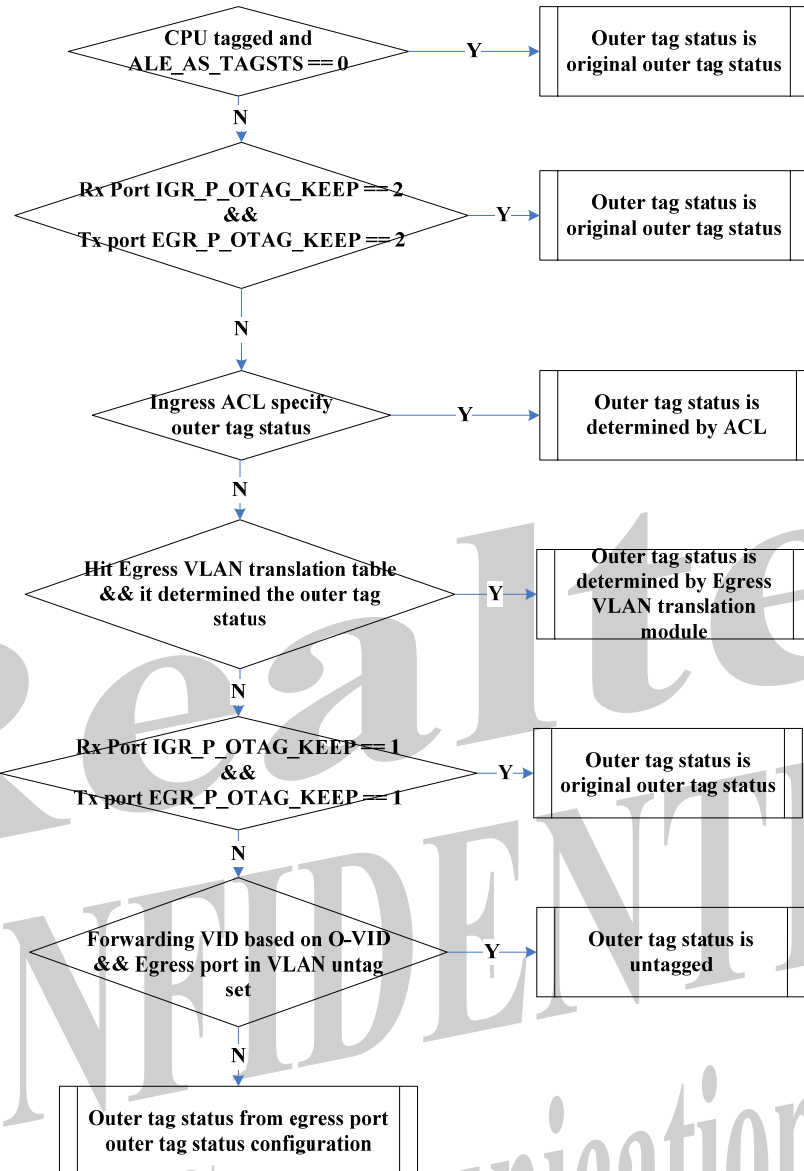 CPU tagged and
ALE_AS_TAGSTS == 0
Y
Outer tag status is
original outer tag status
N
Rx Port IGR_P_OTAG_KEEP == 2
&&
Tx port EGR_P_OTAG_KEEP == 2
Y
Outer tag status is
original outer tag status
N
Ingress ACL specify
outer tag status
Y
Outer tag status is
determined by ACL
N
Hit Egress VLAN translation table
&& it determined the outer tag
status
Y
Outer tag status is
determined by Egress
VLAN translation
module
N
Rx Port IGR_P_OTAG_KEEP == 1
&&
Tx port EGR_P_OTAG_KEEP == 1
Y
Outer tag status is
original outer tag status
N
Forwarding VID based on O-VID
&& Egress port in VLAN untag
set
Y
Outer tag status is
untagged
N
Outer tag status from egress port
outer tag status configuration
Realte
NFIDENTI
nication